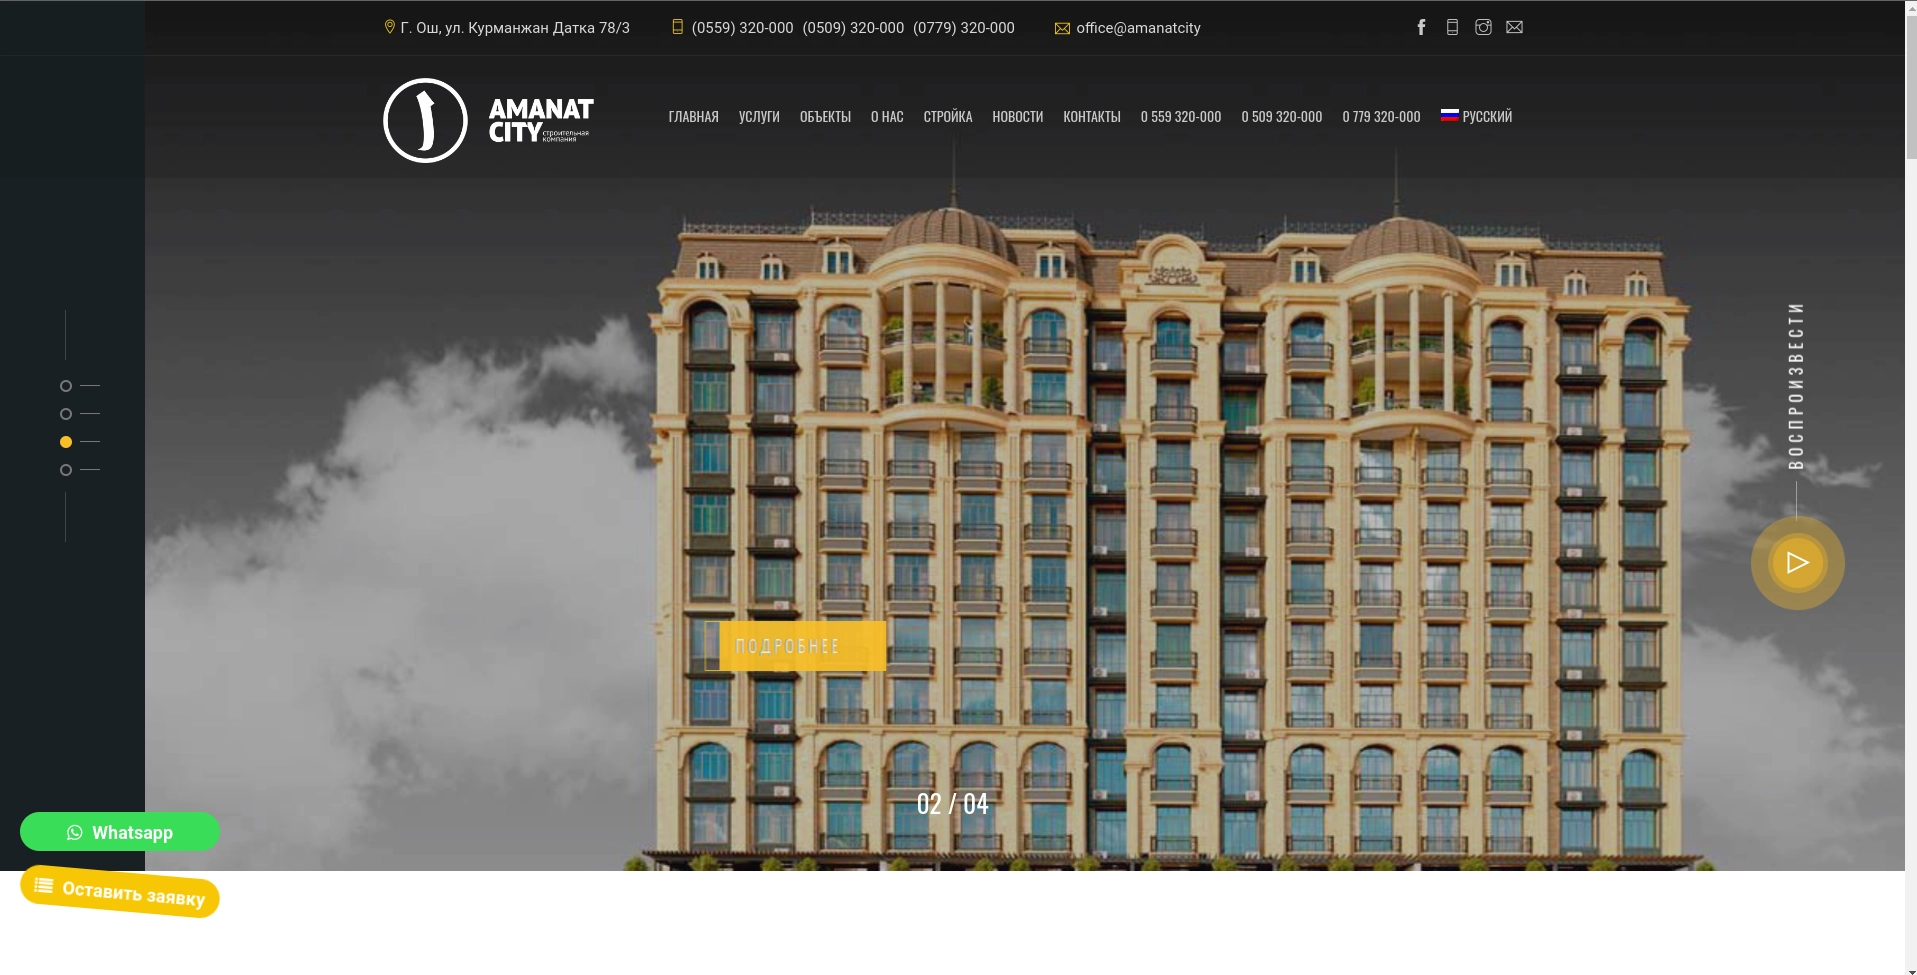 Г. Ош, ул. Курманжан Датка 78/3 (0559) 320-000 (0509) 320-000 (0779) 320-000 office@amanatcity
AMANAT
CITY строительная
компания
ГЛАВНАЯ УСЛУГИ ОБЪЕКТЫ О НАС СТРОЙКА НОВОСТИ КОНТАКТЫ 0 559 320-000 0 509 320-000 0 779 320-000 РУССКИЙ
ВОСПРОИЗВЕСТИ
ПОДРОБНЕЕ
02 / 04
Whatsapp
Оставить заявку